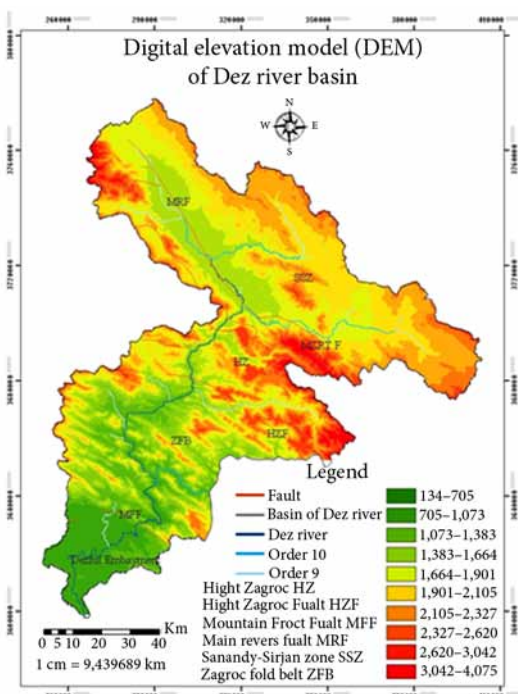 Digital elevation model (DEM)
of Dez river basin
N
W E
S
MRF
SSZ
HZ
ZFB
HZF
MFF
Legend
Fault
Basin of Dez river
Dez river
Order 10
Order 9
Hight Zagroc HZ
Hight Zagroc Fualt HZF
Mountain Froct Fualt MFF
Main revers fualt MRF
Sanandy-Sirjan zone SSZ
Zagroc fold belt ZFB
134–705
705–1,073
1,073–1,383
1,383–1,664
1,664–1,901
1,901–2,105
2,105–2,327
2,327–2,620
2,620–3,042
3,042–4,075
Km
0 5 10 20 30 40
1 cm = 9,439689 km